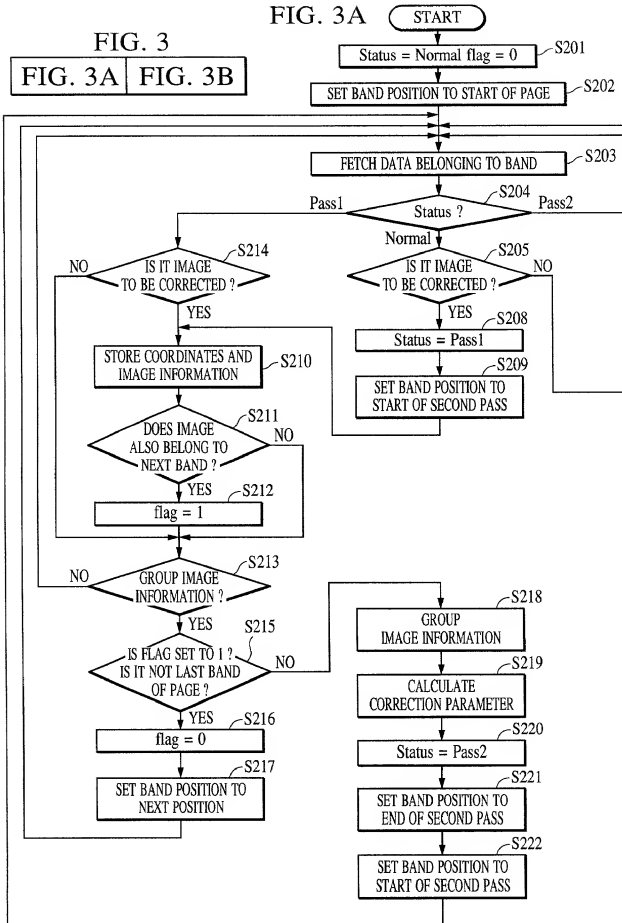 FIG. 3A
START
FIG. 3
FIG. 3A FIG. 3B
Status = Normal flag = 0
S201
SET BAND POSITION TO START OF PAGE
S202
FETCH DATA BELONGING TO BAND
S203
S204
Pass1
Status ?
Pass2
Normal
S214
NO
IS IT IMAGE
TO BE CORRECTED ?
YES
S205
IS IT IMAGE
TO BE CORRECTED ?
NO
YES
S208
Status = Pass1
S209
SET BAND POSITION TO
START OF SECOND PASS
STORE COORDINATES AND
IMAGE INFORMATION
S210
S211
DOES IMAGE
ALSO BELONG TO
NEXT BAND ?
NO
YES
S212
flag = 1
S213
NO
GROUP IMAGE
INFORMATION ?
YES
S215
IS FLAG SET TO 1 ?
IS IT NOT LAST BAND
OF PAGE ?
NO
YES
S216
flag = 0
S217
SET BAND POSITION TO
NEXT POSITION
S218
GROUP
IMAGE INFORMATION
S219
CALCULATE
CORRECTION PARAMETER
S220
Status = Pass2
S221
SET BAND POSITION TO
END OF SECOND PASS
S222
SET BAND POSITION TO
START OF SECOND PASS